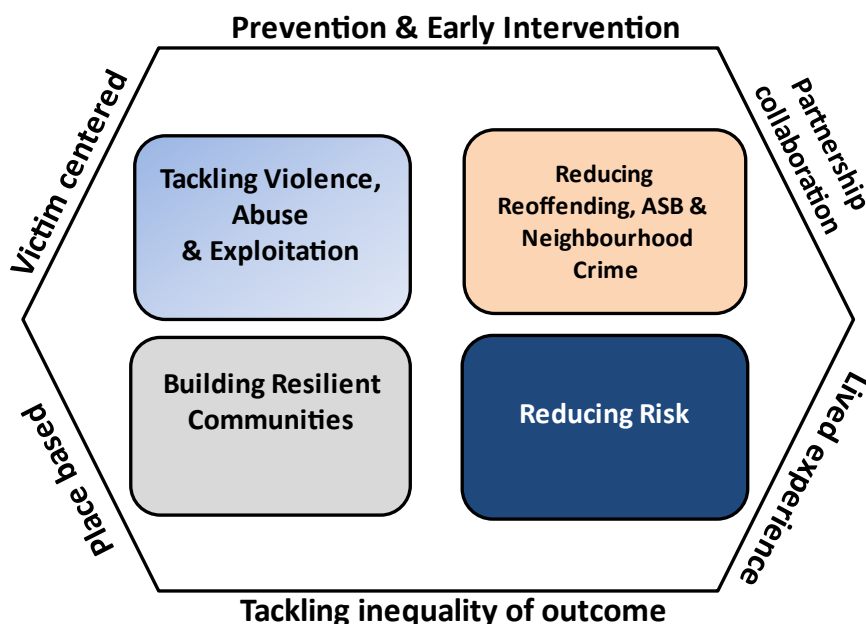 Prevention & Early Intervention
Victim centered
Partnership
collaboration
Tackling Violence,
Abuse
& Exploitation
Reducing
Reoffending, ASB &
Neighbourhood
Crime
Building Resilient
Communities
Reducing Risk
Place based
Lived experience
Tackling inequality of outcome